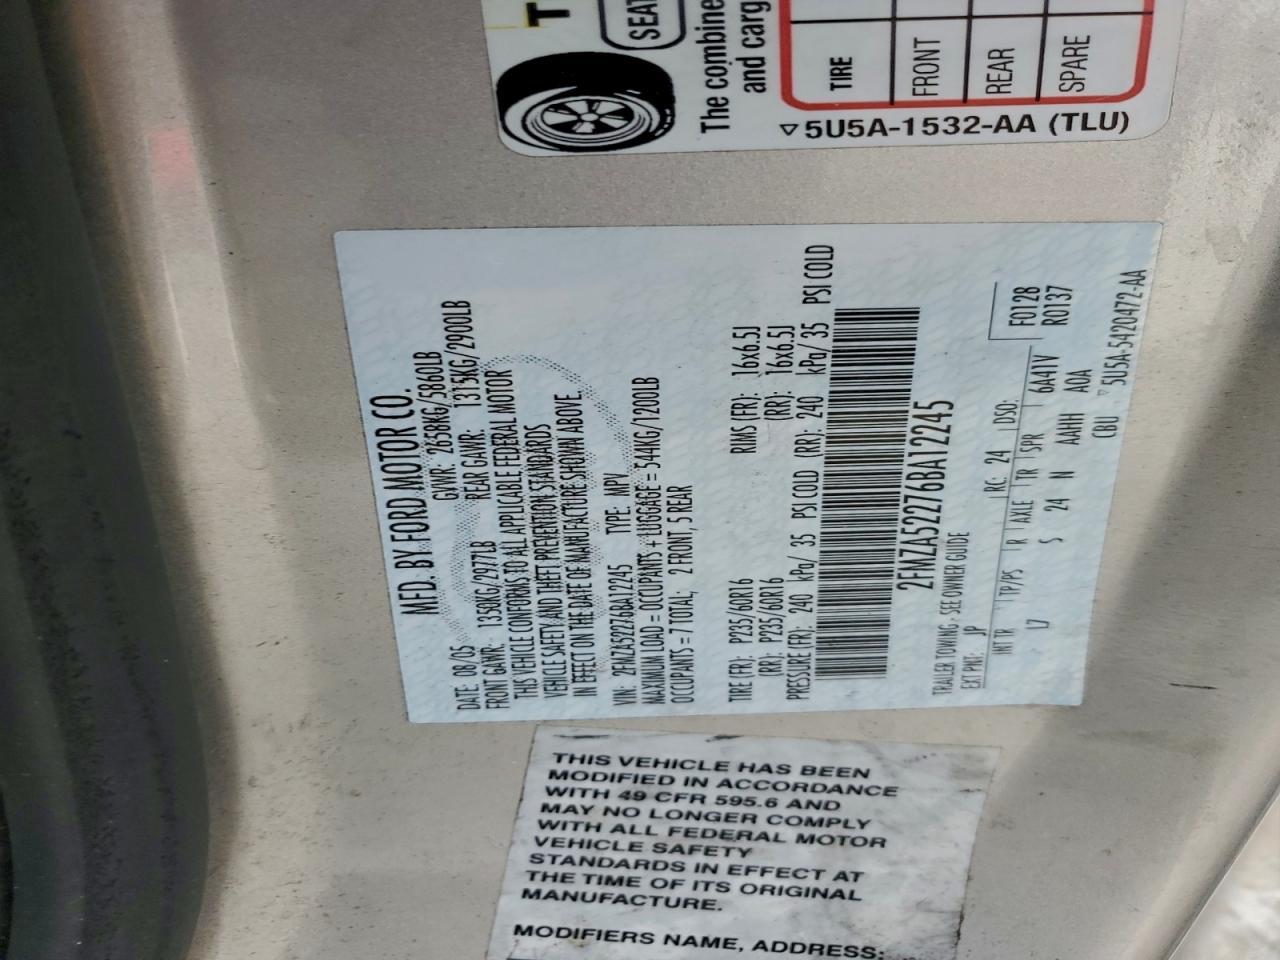 T
SEAT
The combine
and carg
TIRE
FRONT
REAR
SPARE
▽ 5U5A-1532-AA (TLU)
MFD. BY FORD MOTOR CO.
DATE: 08/05 GVWR: 2658KG/5860LB
FRONT GAWR: 1350KG/2977LB REAR GAWR: 1315KG/2900LB
THIS VEHICLE CONFORMS TO ALL APPLICABLE FEDERAL MOTOR
VEHICLE SAFETY AND THEFT PREVENTION STANDARDS
IN EFFECT ON THE DATE OF MANUFACTURE SHOWN ABOVE.
VIN: 2FMZA52276BA12245 TYPE: MPV
MAXIMUM LOAD = OCCUPANTS + LUGGAGE = 544KG/1200LB
OCCUPANTS = 7 TOTAL; 2 FRONT, 5 REAR
TIRE (FR): P235/60R16 RMS (FR): 16x6.5J
(RR): P235/60R16 (RR): 16x6.5J
PRESSURE (FR): 240 kPa/ 35 PSI COLD (RR): 240 kPa/ 35 PSI COLD
2FMZA52276BA12245
TRAILER TOWING - SEE OWNER GUIDE
EXT PNT: JP RC: 24 DSO: F0128
R0137
INT TR TP/PS R AXLE TR SPR 6A41V
L7 S 24 N AAHH AOA
CBU ▽ 5U5A-5420472-AA
THIS VEHICLE HAS BEEN
MODIFIED IN ACCORDANCE
WITH 49 CFR 595.6 AND
MAY NO LONGER COMPLY
WITH ALL FEDERAL MOTOR
VEHICLE SAFETY
STANDARDS IN EFFECT AT
THE TIME OF ITS ORIGINAL
MANUFACTURE.
MODIFIERS NAME, ADDRESS: